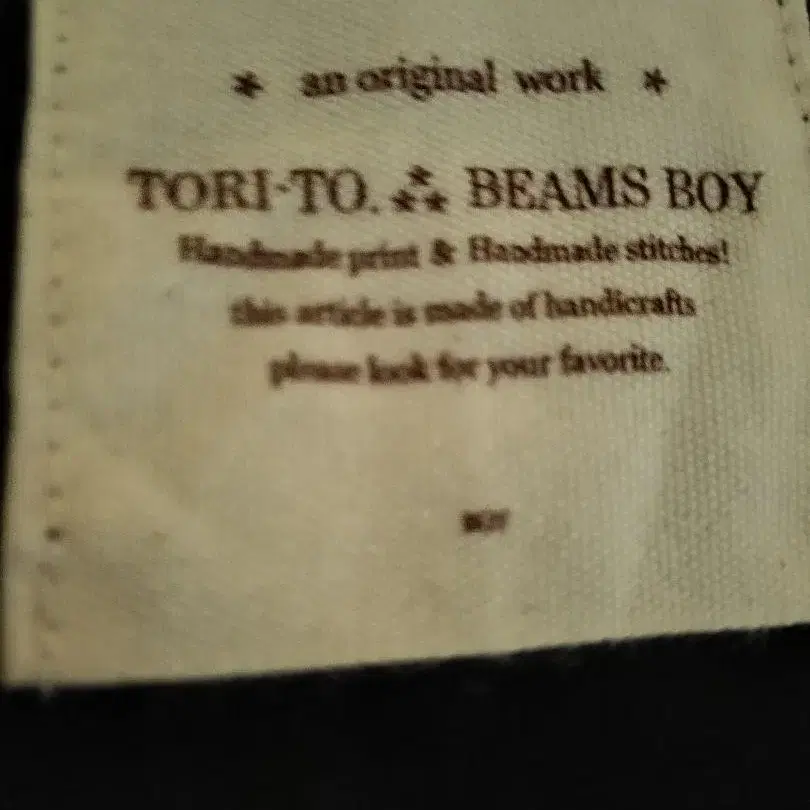 * an original work *
TORI-TO. ⁂ BEAMS BOY
Handmade print & Handmade stitches!
this article is made of handicrafts
please look for your favorite.